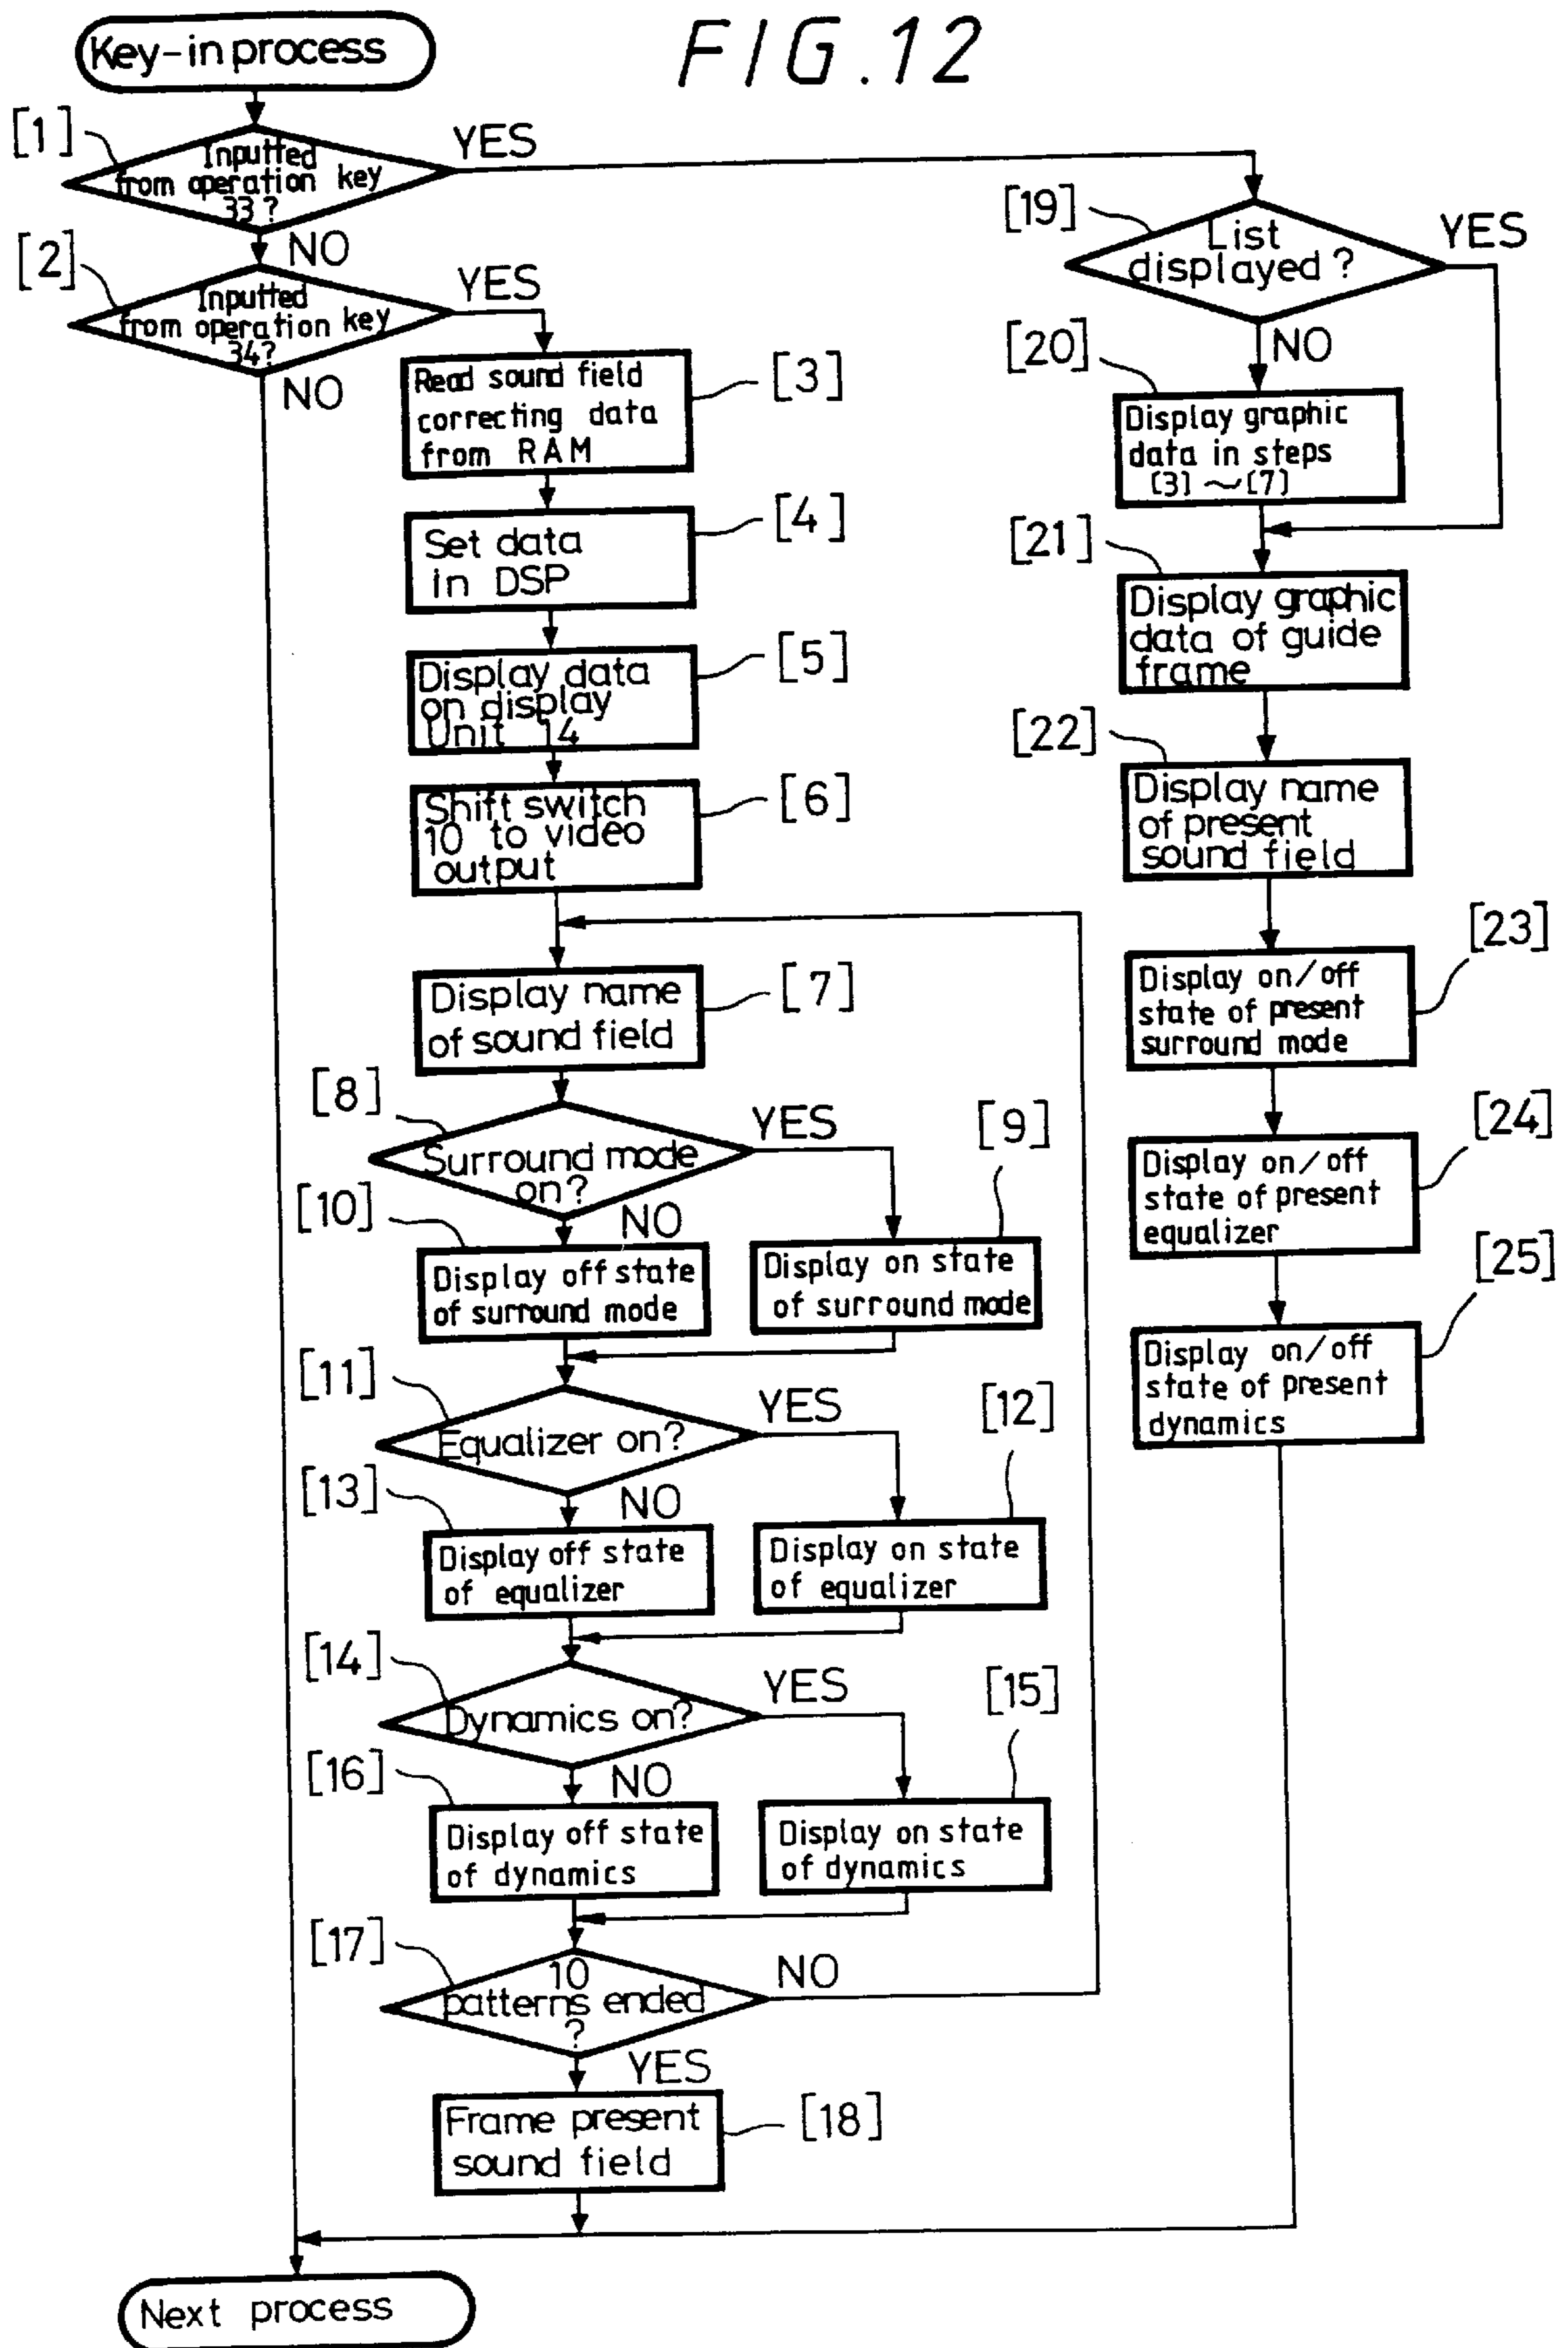 FIG.12
Key-in process
[1]
Inputted
from operation key
33?
YES
NO
[2]
Inputted
from operation key
34?
YES
NO
Read sound field
correcting data
from RAM
[3]
Set data
in DSP
[4]
Display data
on display
Unit 14
[5]
Shift switch
10 to video
output
[6]
Display name
of sound field
[7]
[8]
Surround mode
on?
YES
NO
[9]
Display on state
of surround mode
[10]
Display off state
of surround mode
[11]
Equalizer on?
YES
NO
[12]
Display on state
of equalizer
[13]
Display off state
of equalizer
[14]
Dynamics on?
YES
NO
[15]
Display on state
of dynamics
[16]
Display off state
of dynamics
[17]
10
patterns ended
?
NO
YES
Frame present
sound field
[18]
[19]
List
displayed?
YES
NO
[20]
Display graphic
data in steps
[3]~[7]
[21]
Display graphic
data of guide
frame
[22]
Display name
of present
sound field
[23]
Display on/off
state of present
surround mode
[24]
Display on/off
state of present
equalizer
[25]
Display on/off
state of present
dynamics
Next process